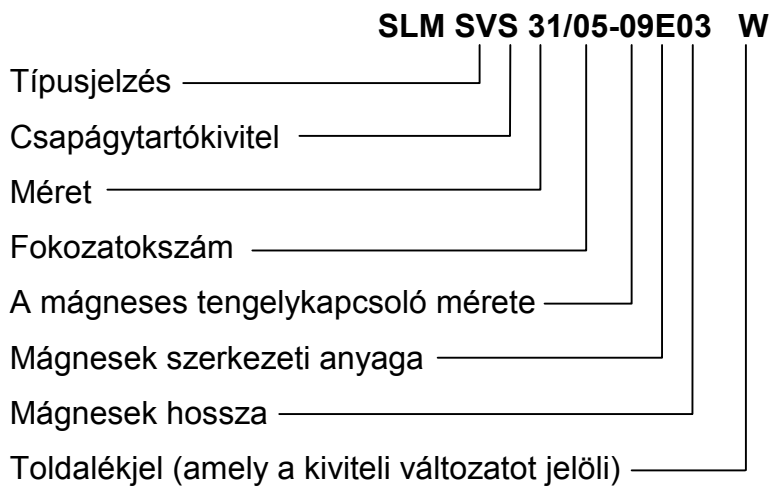 SLM SVS 31/05-09E03 W
Típusjelzés
Csapágytartókivitel
Méret
Fokozatokszám
A mágneses tengelykapcsoló mérete
Mágnesek szerkezeti anyaga
Mágnesek hossza
Toldalékjel (amely a kiviteli változatot jelöli)